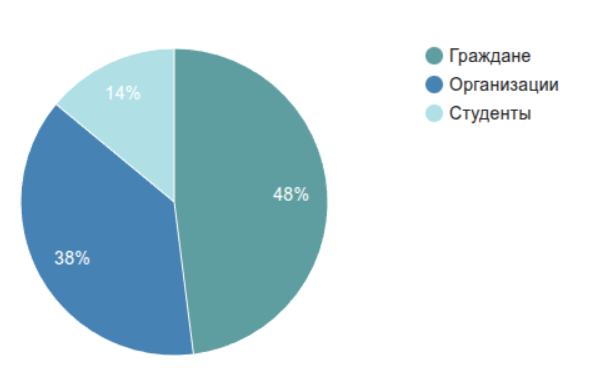 Граждане
Организации
Студенты
14%
48%
38%